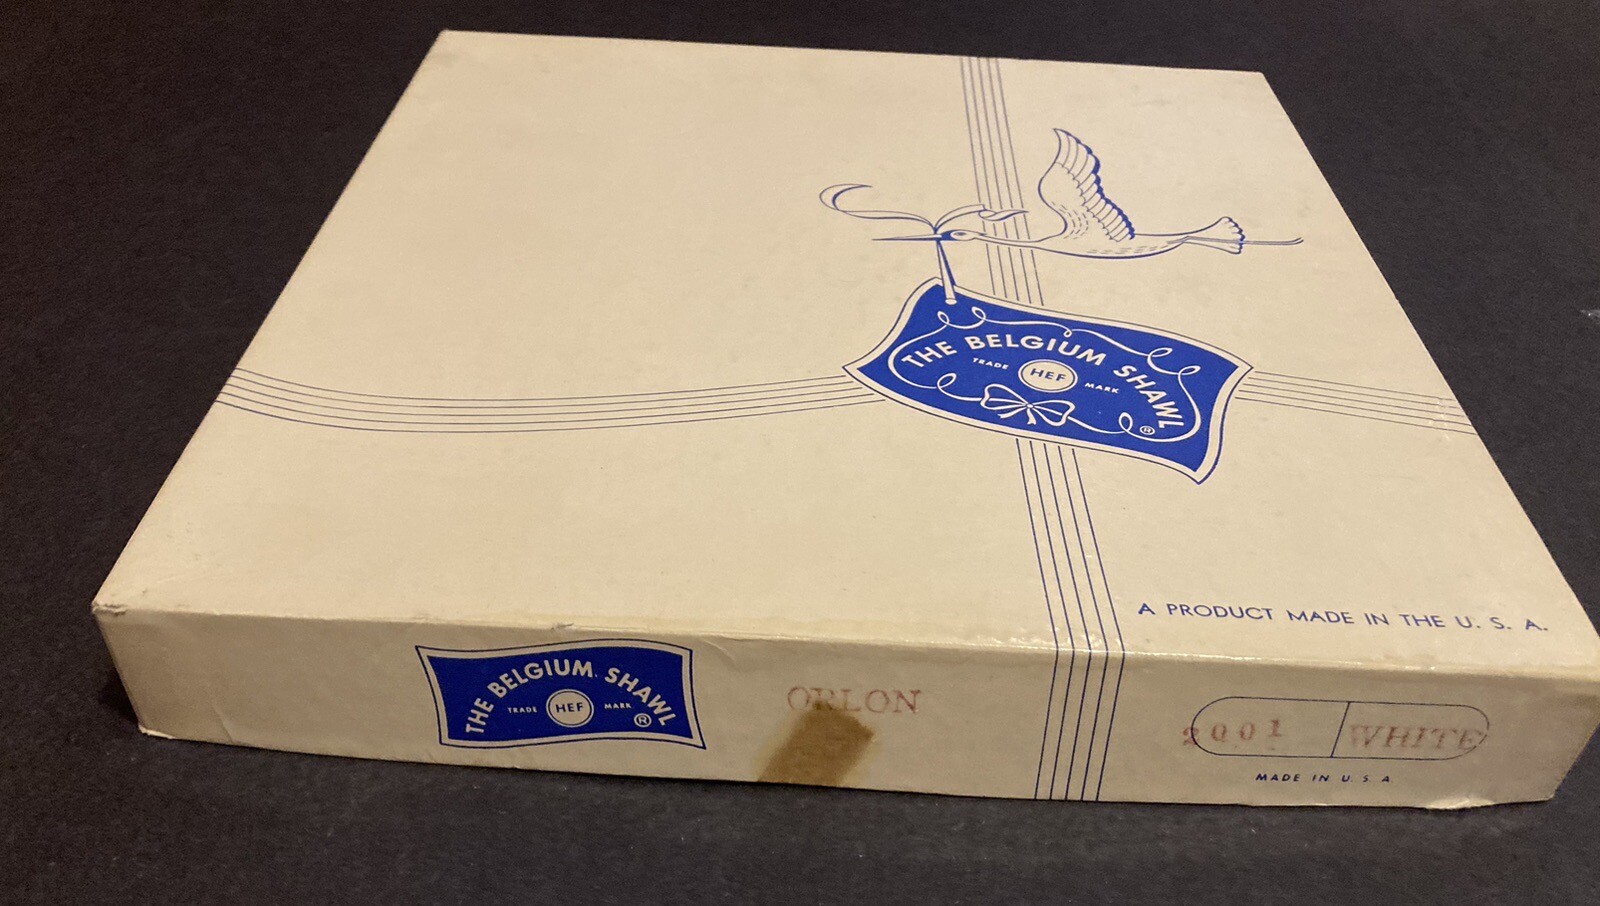 THE BELGIUM SHAWL
TRADE HEF MARK
®
A PRODUCT MADE IN THE U. S. A.
THE BELGIUM SHAWL
TRADE HEF MARK
®
ORLON
2001 WHITE
MADE IN U. S. A